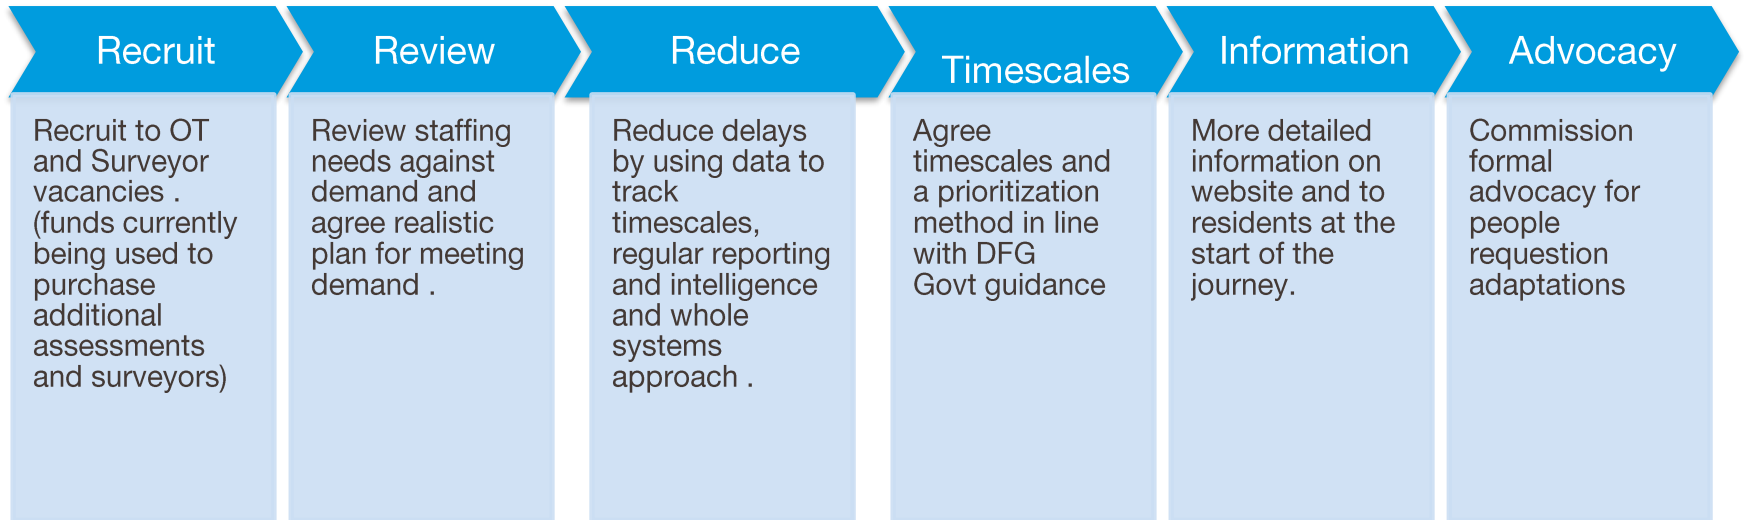 Recruit
Review
Reduce
Timescales
Information
Advocacy
Recruit to OT
and Surveyor
vacancies .
(funds currently
being used to
purchase
additional
assessments
and surveyors)
Review staffing
needs against
demand and
agree realistic
plan for meeting
demand .
Reduce delays
by using data to
track
timescales,
regular reporting
and intelligence
and whole
systems
approach .
Agree
timescales and
a prioritization
method in line
with DFG
Govt guidance
More detailed
information on
website and to
residents at the
start of the
journey.
Commission
formal
advocacy for
people
requestion
adaptations